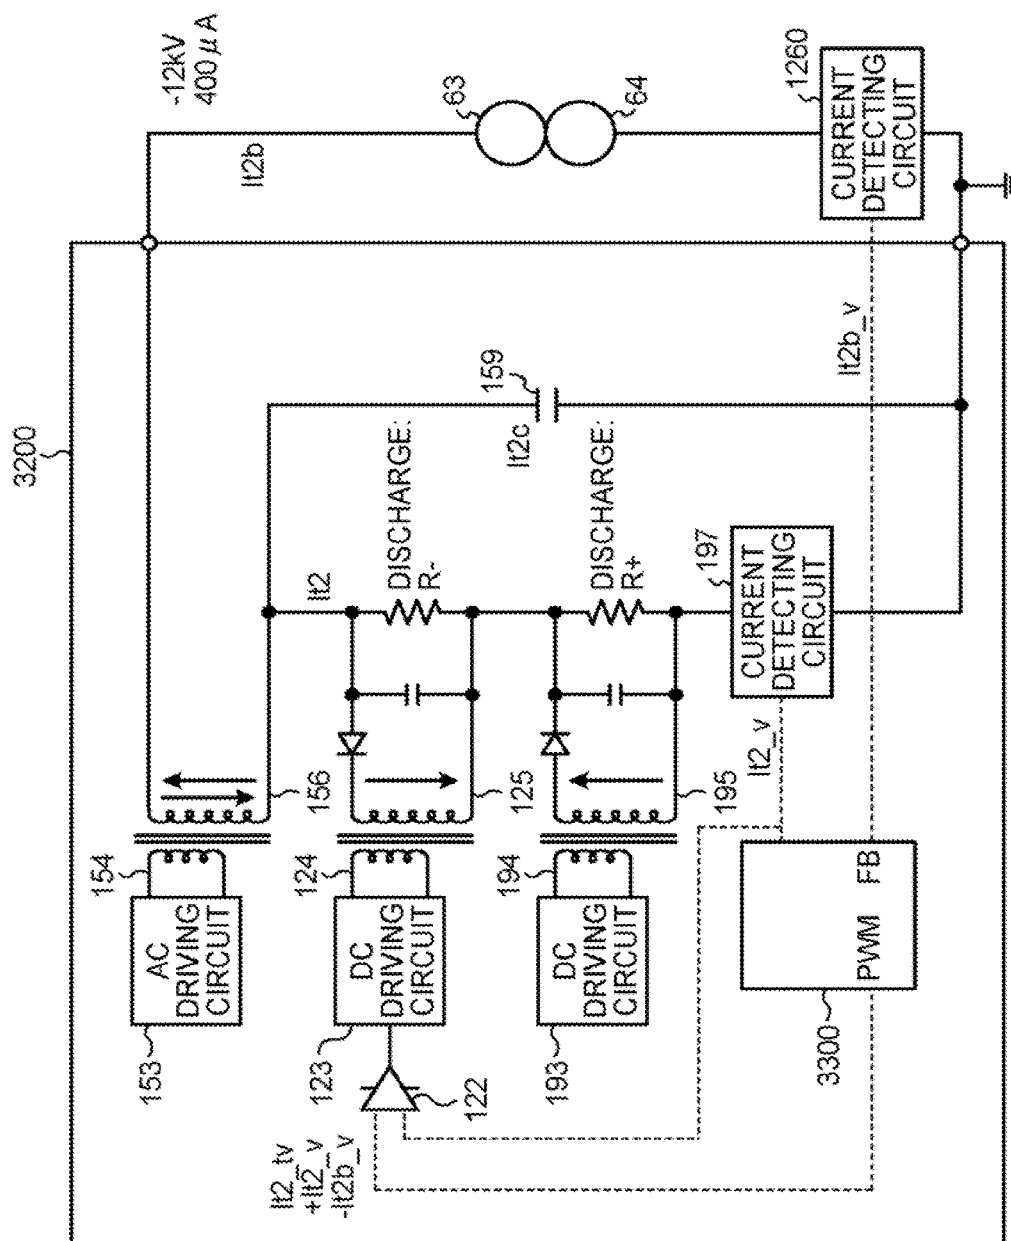 3200
-12kV
400μA
It2b
63
64
1260
CURRENT
DETECTING
CIRCUIT
It2b_v
159
It2c
DISCHARGE:
R-
DISCHARGE:
R+
It2
197
CURRENT
DETECTING
CIRCUIT
It2_v
156
125
195
154
124
194
AC
DRIVING
CIRCUIT
153
DC
DRIVING
CIRCUIT
123
DC
DRIVING
CIRCUIT
193
122
It2_tv
+It2_v
-It2b_v
PWM FB
3300